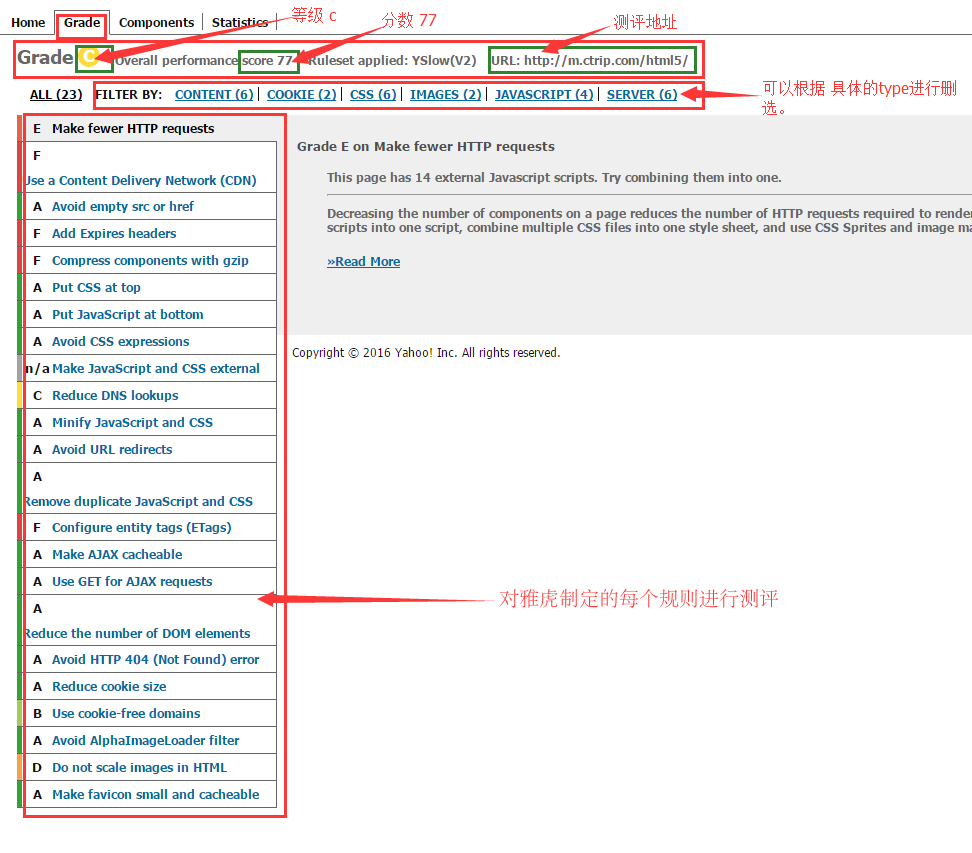 Home Grade Components Statistics
等级 c
分数 77
测评地址
Grade C Overall performance score 77 Ruleset applied: YSlow(V2) URL: http://m.ctrip.com/html5/
ALL (23) FILTER BY: CONTENT (6) COOKIE (2) CSS (6) IMAGES (2) JAVASCRIPT (4) SERVER (6)
可以根据 具体的type进行删
选。
E Make fewer HTTP requests
F
Use a Content Delivery Network (CDN)
A Avoid empty src or href
F Add Expires headers
F Compress components with gzip
A Put CSS at top
A Put JavaScript at bottom
A Avoid CSS expressions
n/a Make JavaScript and CSS external
C Reduce DNS lookups
A Minify JavaScript and CSS
A Avoid URL redirects
A
Remove duplicate JavaScript and CSS
F Configure entity tags (ETags)
A Make AJAX cacheable
A Use GET for AJAX requests
A
Reduce the number of DOM elements
A Avoid HTTP 404 (Not Found) error
A Reduce cookie size
B Use cookie-free domains
A Avoid AlphaImageLoader filter
D Do not scale images in HTML
A Make favicon small and cacheable
Grade E on Make fewer HTTP requests
This page has 14 external Javascript scripts. Try combining them into one.
Decreasing the number of components on a page reduces the number of HTTP requests required to rende
scripts into one script, combine multiple CSS files into one style sheet, and use CSS Sprites and image ma
»Read More
Copyright © 2016 Yahoo! Inc. All rights reserved.
对雅虎制定的每个规则进行测评